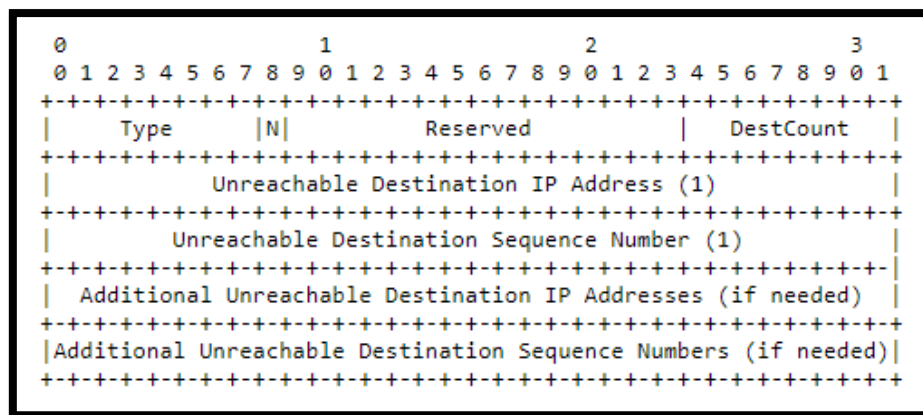 0                   1                   2                   3
0 1 2 3 4 5 6 7 8 9 0 1 2 3 4 5 6 7 8 9 0 1 2 3 4 5 6 7 8 9 0 1
+-+-+-+-+-+-+-+-+-+-+-+-+-+-+-+-+-+-+-+-+-+-+-+-+-+-+-+-+-+-+-+-+
|     Type      |N|          Reserved           |   DestCount   |
+-+-+-+-+-+-+-+-+-+-+-+-+-+-+-+-+-+-+-+-+-+-+-+-+-+-+-+-+-+-+-+-+
|            Unreachable Destination IP Address (1)             |
+-+-+-+-+-+-+-+-+-+-+-+-+-+-+-+-+-+-+-+-+-+-+-+-+-+-+-+-+-+-+-+-+
|         Unreachable Destination Sequence Number (1)           |
+-+-+-+-+-+-+-+-+-+-+-+-+-+-+-+-+-+-+-+-+-+-+-+-+-+-+-+-+-+-+-+-|
|  Additional Unreachable Destination IP Addresses (if needed)  |
+-+-+-+-+-+-+-+-+-+-+-+-+-+-+-+-+-+-+-+-+-+-+-+-+-+-+-+-+-+-+-+-+
|Additional Unreachable Destination Sequence Numbers (if needed)|
+-+-+-+-+-+-+-+-+-+-+-+-+-+-+-+-+-+-+-+-+-+-+-+-+-+-+-+-+-+-+-+-+